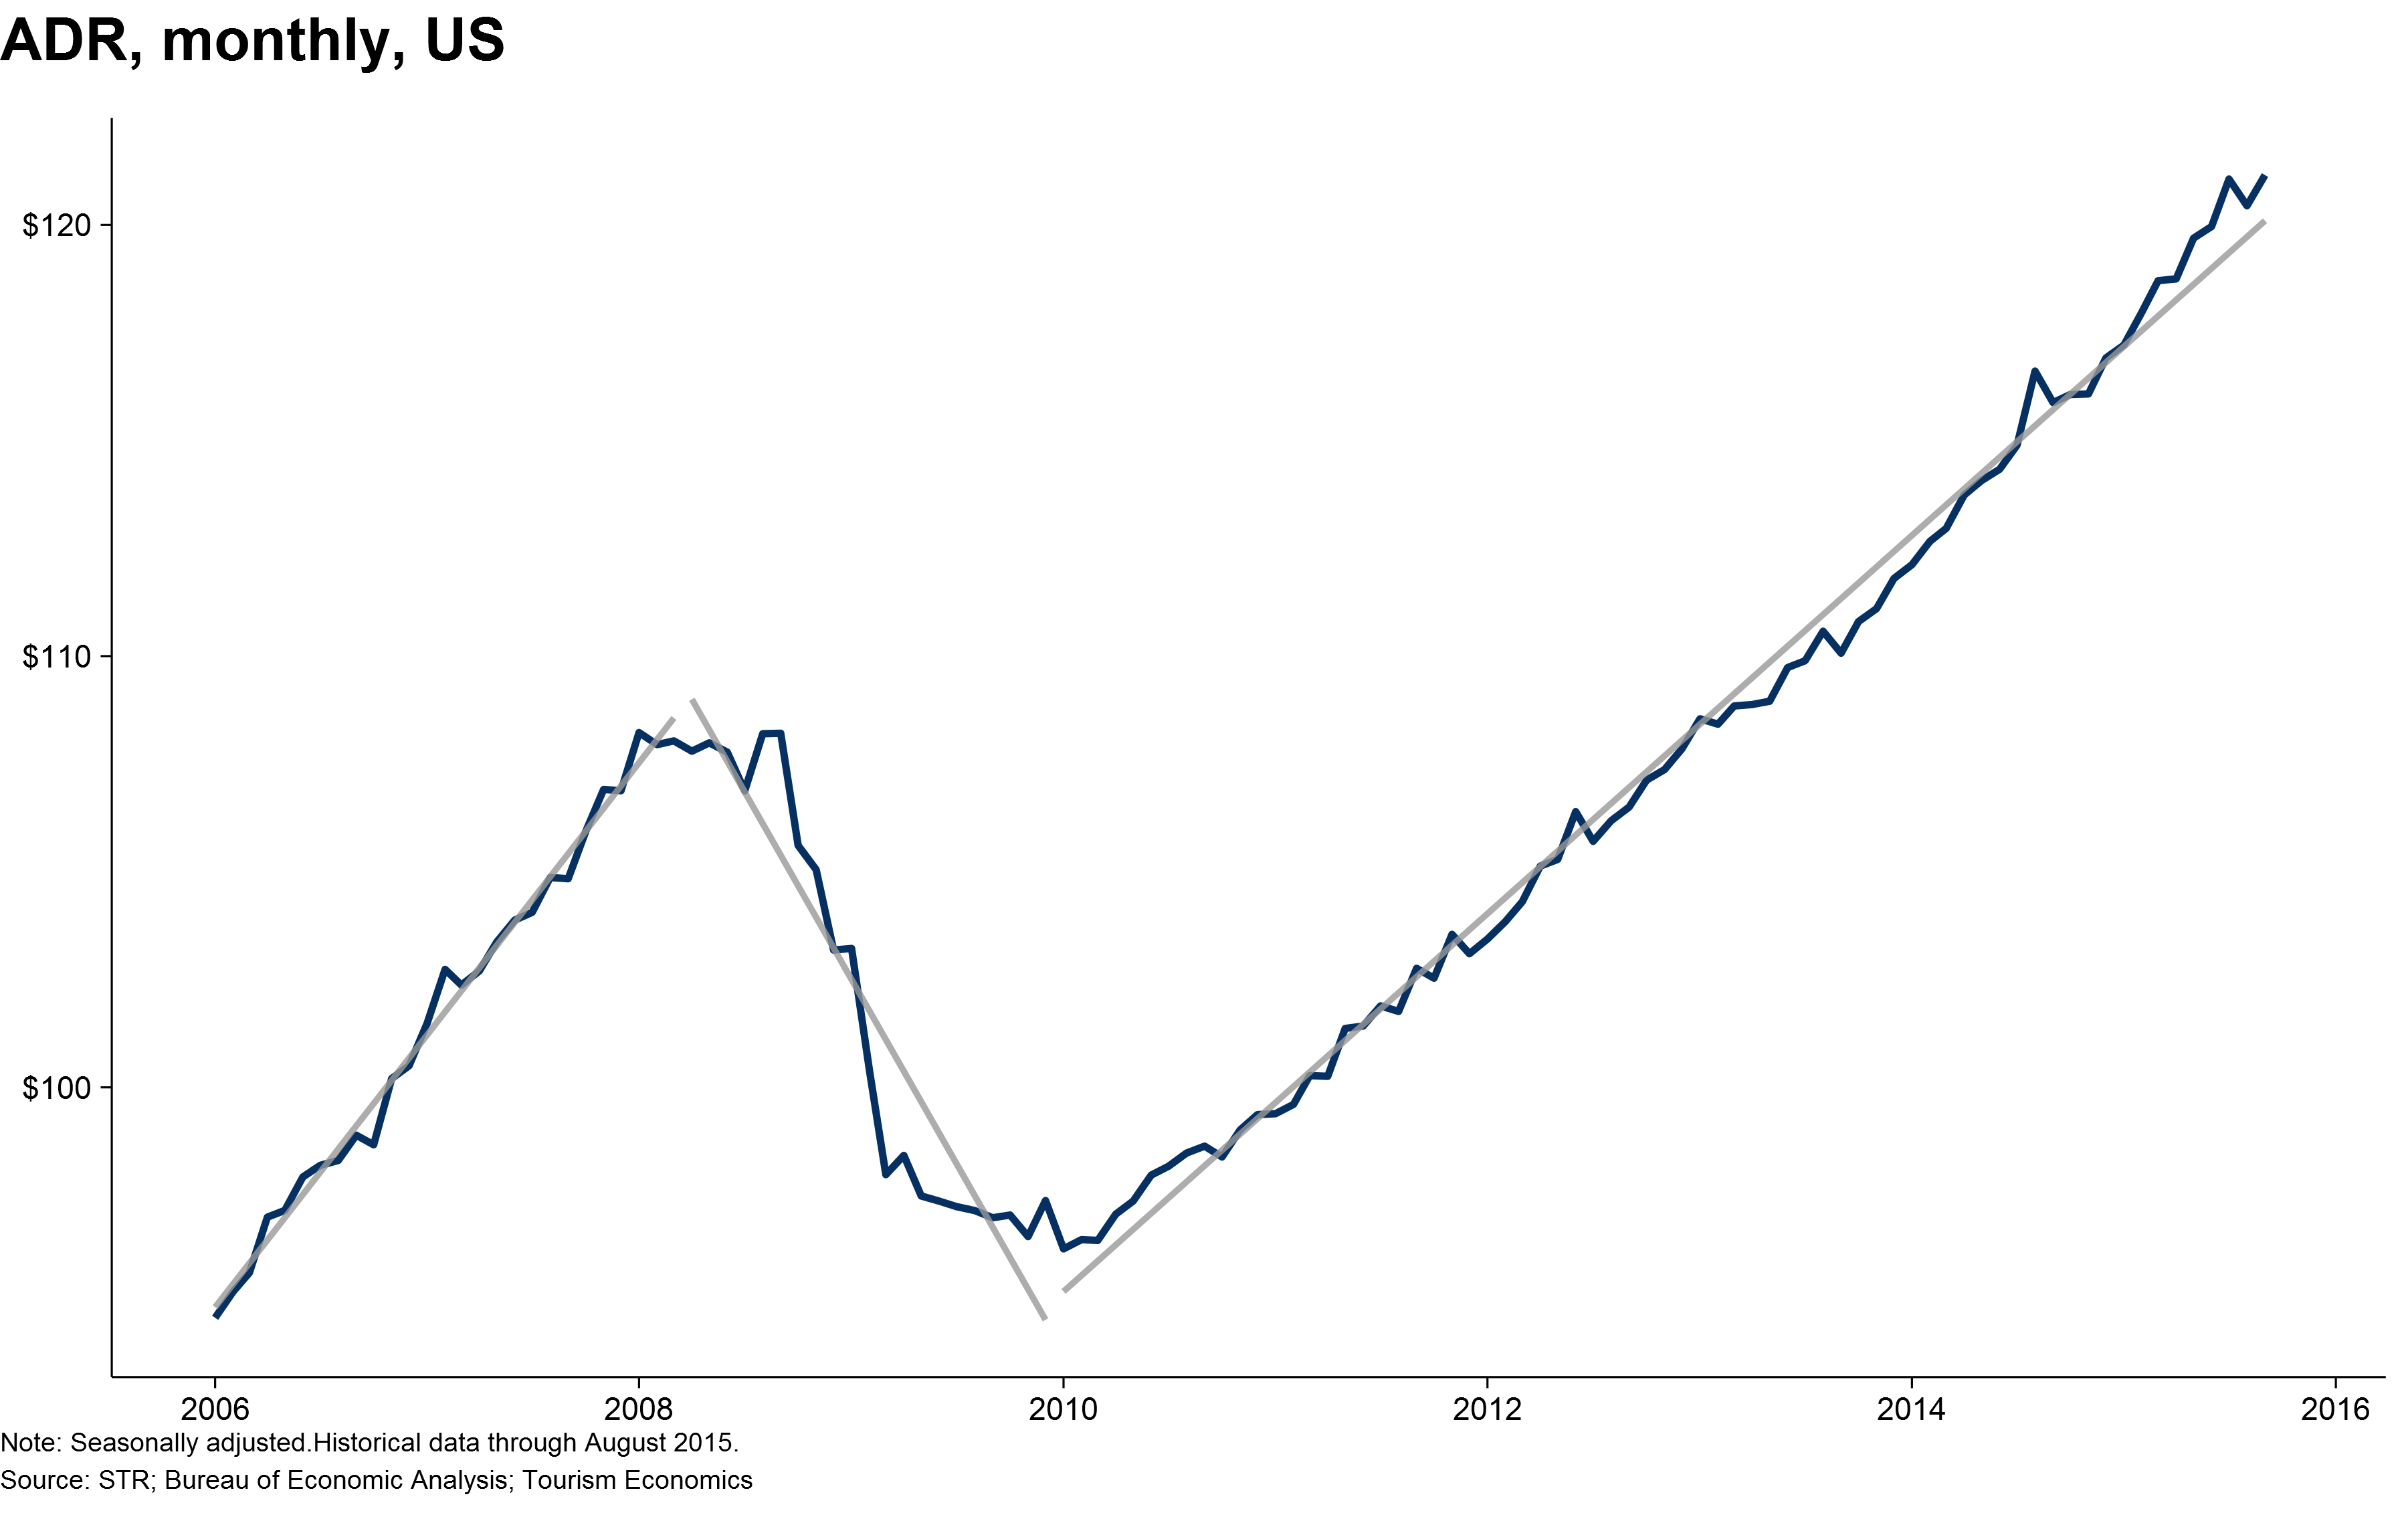 ADR, monthly, US
$120
$110
$100
2006 2008 2010 2012 2014 2016
Note: Seasonally adjusted.Historical data through August 2015.
Source: STR; Bureau of Economic Analysis; Tourism Economics